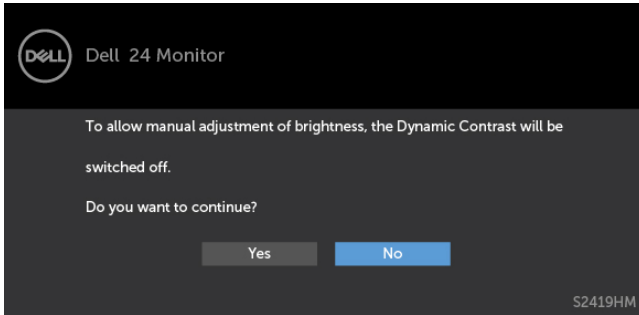 DELL
Dell 24 Monitor
To allow manual adjustment of brightness, the Dynamic Contrast will be
switched off.
Do you want to continue?
Yes
No
S2419HM